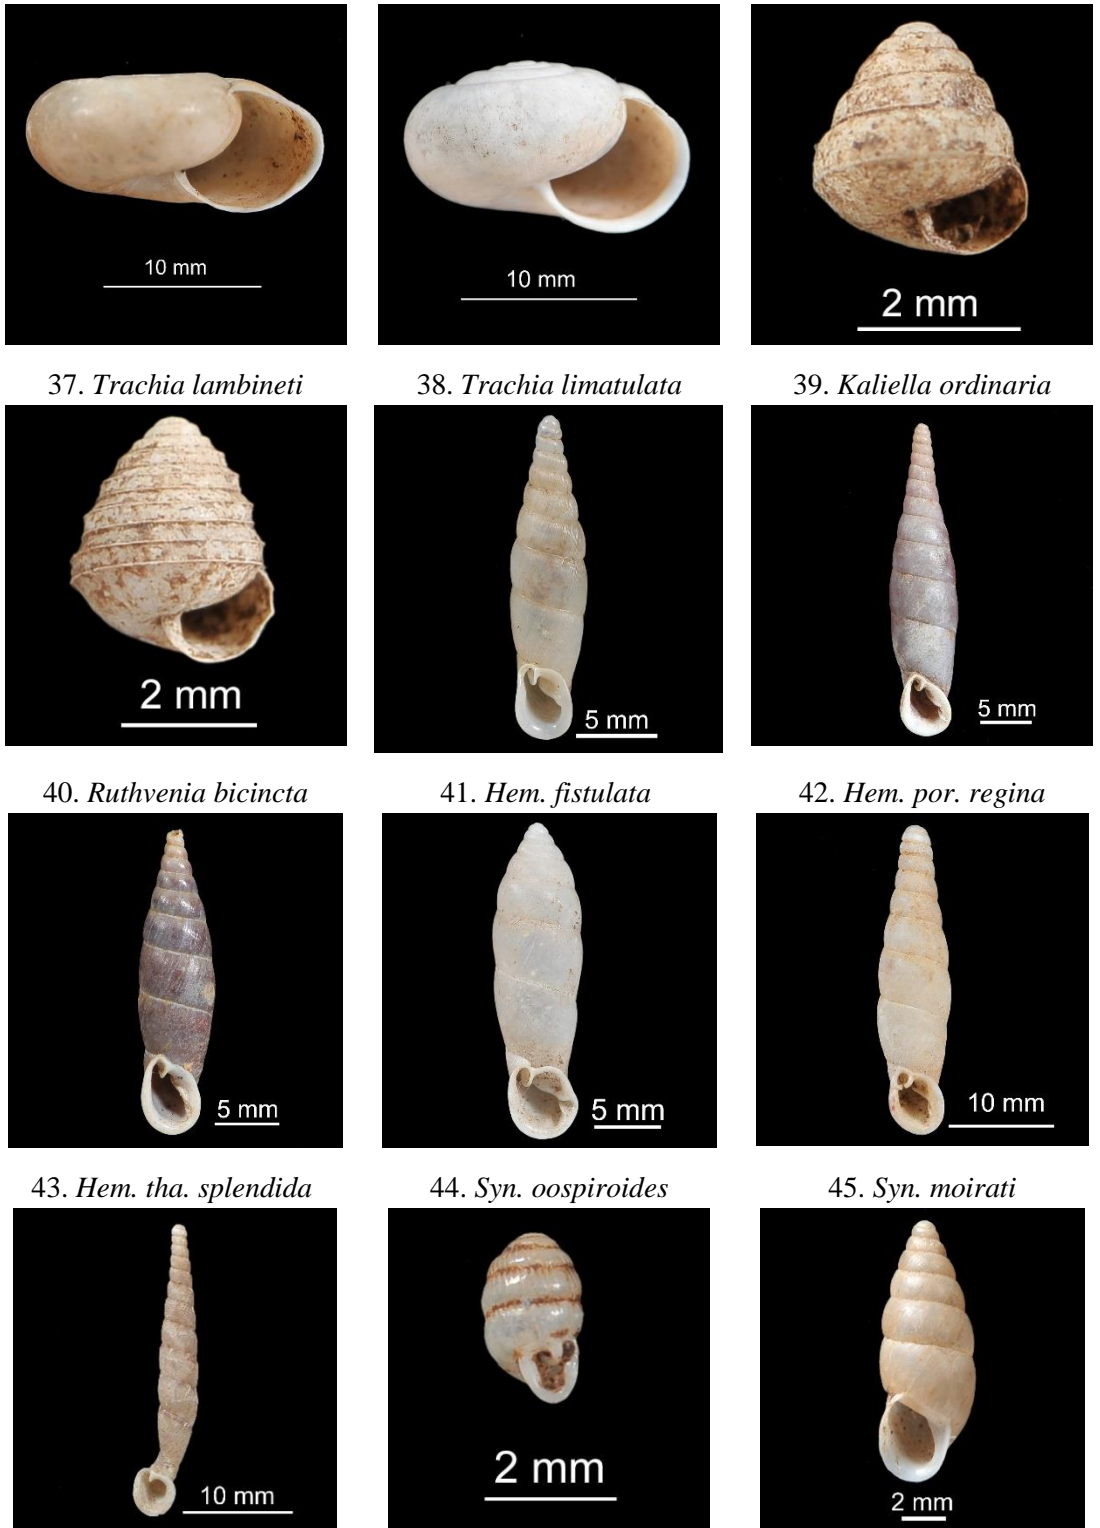 10 mm
10 mm
2 mm
37. Trachia lambineti
38. Trachia limatulata
39. Kaliella ordinaria
2 mm
5 mm
5 mm
40. Ruthvenia bicincta
41. Hem. fistulata
42. Hem. por. regina
5 mm
5 mm
10 mm
43. Hem. tha. splendida
44. Syn. oospiroides
45. Syn. moirati
10 mm
2 mm
2 mm